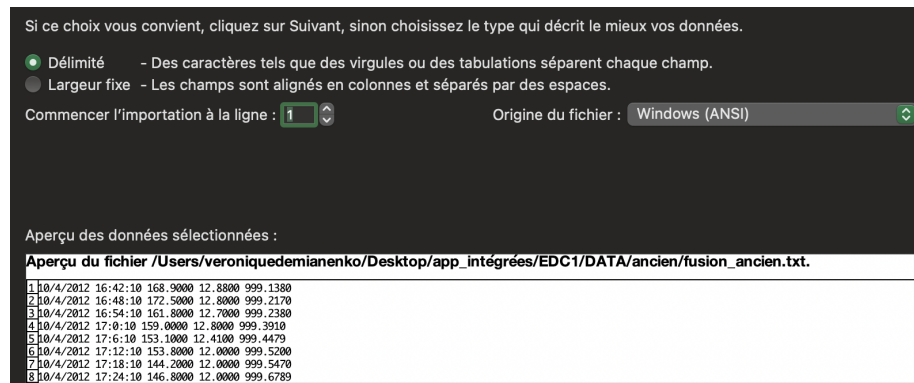 Si ce choix vous convient, cliquez sur Suivant, sinon choisissez le type qui décrit le mieux vos données.
Délimité - Des caractères tels que des virgules ou des tabulations séparent chaque champ.
Largeur fixe - Les champs sont alignés en colonnes et séparés par des espaces.
Commencer l'importation à la ligne : 1 Origine du fichier : Windows (ANSI)
Aperçu des données sélectionnées :
Aperçu du fichier /Users/veroniquedemianenko/Desktop/app_intégrées/EDC1/DATA/ancien/fusion_ancien.txt.
1 10/4/2012 16:42:10 168.9000 12.8800 999.1380
2 10/4/2012 16:48:10 172.5000 12.8000 999.2170
3 10/4/2012 16:54:10 161.8000 12.7000 999.2380
4 10/4/2012 17:0:10 159.0000 12.8000 999.3910
5 10/4/2012 17:6:10 153.1000 12.4100 999.4479
6 10/4/2012 17:12:10 153.8000 12.0000 999.5200
7 10/4/2012 17:18:10 144.2000 12.0000 999.5470
8 10/4/2012 17:24:10 146.8000 12.0000 999.6789